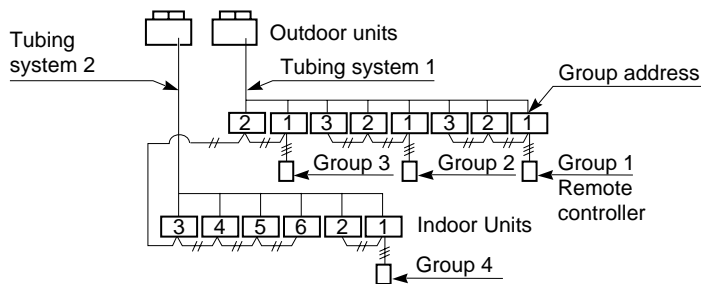 Tubing
system 2
Outdoor units
Tubing system 1
Group address
2 1 3 2 1 3 2 1
Group 3
Group 2
Group 1
Remote
controller
3 4 5 6 2 1
Indoor Units
Group 4